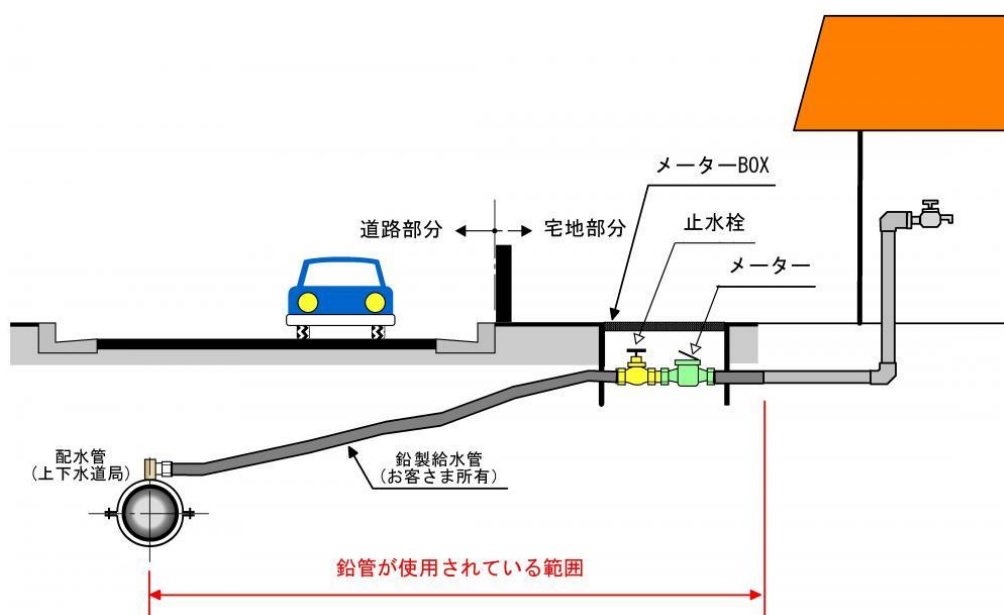 メーターBOX
道路部分
宅地部分
止水栓
メーター
配水管
(上下水道局)
鉛製給水管
(お客さま所有)
鉛管が使用されている範囲